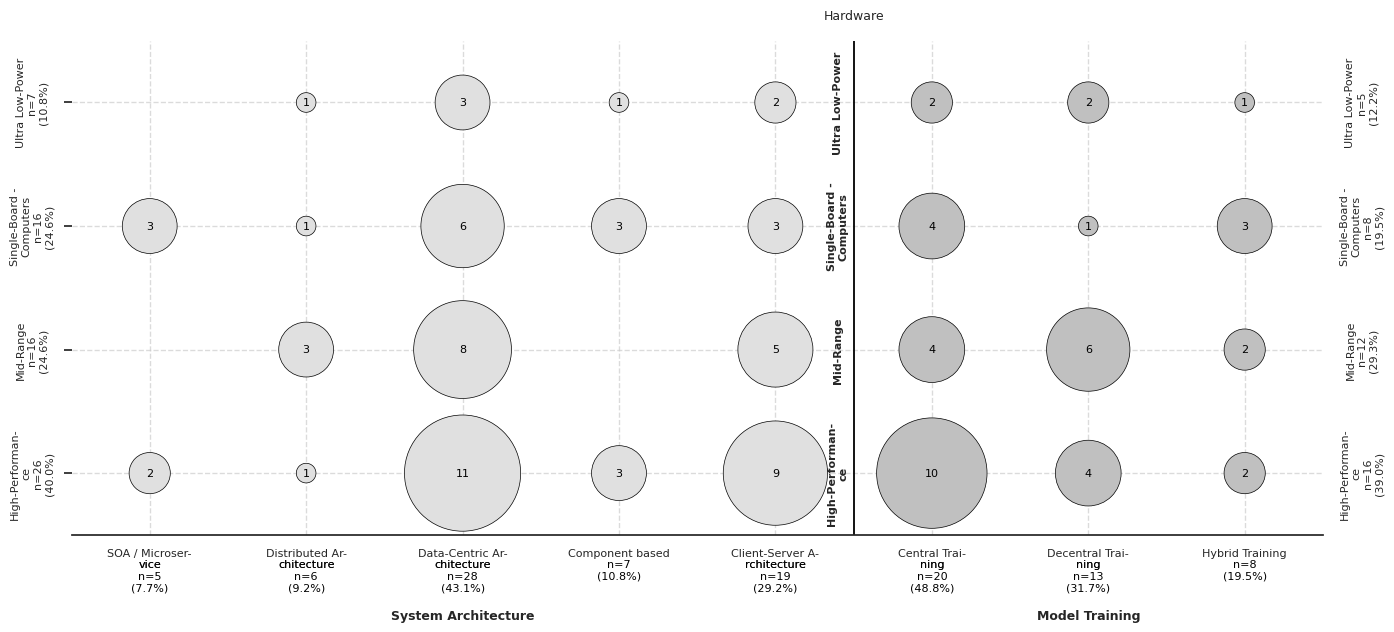 Hardware
Ultra Low-Power
n=7
(10.8%)
1
3
1
2
Ultra Low-Power
2
2
1
Ultra Low-Power
n=5
(12.2%)
Single-Board -
Computers
n=16
(24.6%)
3
1
6
3
3
Single-Board -
Computers
4
1
3
Single-Board -
Computers
n=8
(19.5%)
Mid-Range
n=16
(24.6%)
3
8
5
Mid-Range
4
6
2
Mid-Range
n=12
(29.3%)
High-Performan-
ce
n=26
(40.0%)
2
1
11
3
9
High-Performan-
ce
10
4
2
High-Performan-
ce
n=16
(39.0%)
SOA / Microser-
vice
n=5
(7.7%)
Distributed Ar-
chitecture
n=6
(9.2%)
Data-Centric Ar-
chitecture
n=28
(43.1%)
Component based
n=7
(10.8%)
Client-Server A-
rchitecture
n=19
(29.2%)
Central Trai-
ning
n=20
(48.8%)
Decentral Trai-
ning
n=13
(31.7%)
Hybrid Training
n=8
(19.5%)
System Architecture
Model Training